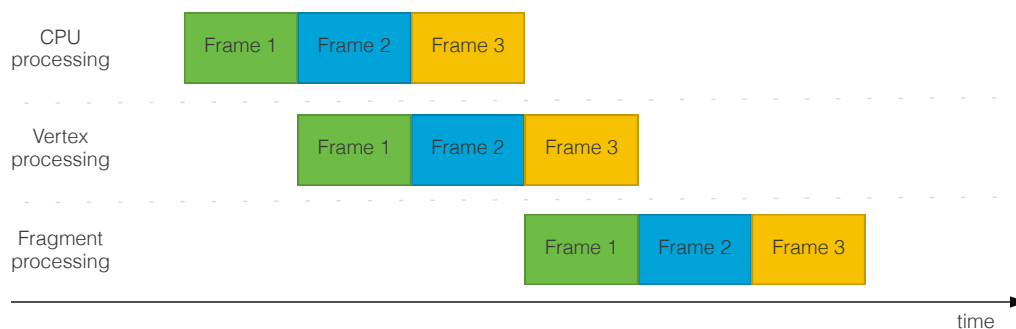 CPU
processing
Frame 1
Frame 2
Frame 3
Vertex
processing
Frame 1
Frame 2
Frame 3
Fragment
processing
Frame 1
Frame 2
Frame 3
time